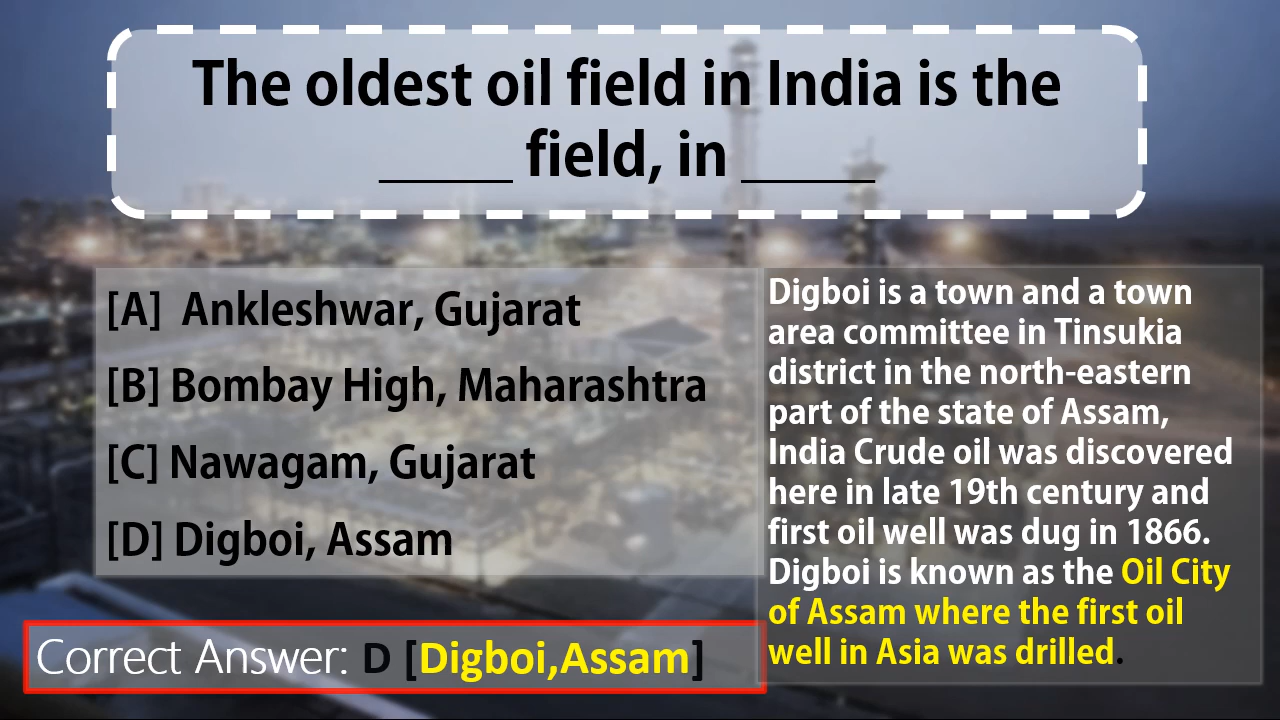 The oldest oil field in India is the
_____ field, in _____
[A] Ankleshwar, Gujarat
[B] Bombay High, Maharashtra
[C] Nawagam, Gujarat
[D] Digboi, Assam
Correct Answer: D [Digboi,Assam]
Digboi is a town and a town
area committee in Tinsukia
district in the north-eastern
part of the state of Assam,
India Crude oil was discovered
here in late 19th century and
first oil well was dug in 1866.
Digboi is known as the Oil City
of Assam where the first oil
well in Asia was drilled.